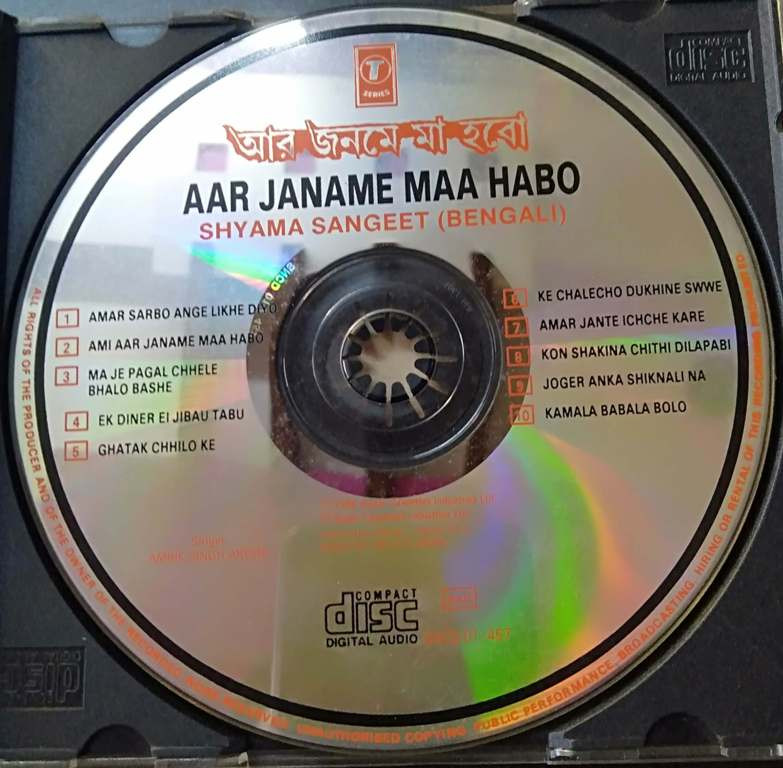 T
SERIES
COMPACT
disc
DIGITAL AUDIO
আর জনমে মা হবো
AAR JANAME MAA HABO
SHYAMA SANGEET (BENGALI)
1 AMAR SARBO ANGE LIKHE DIYO
2 AMI AAR JANAME MAA HABO
3 MA JE PAGAL CHHELE
BHALO BASHE
4 EK DINER EI JIBAU TABU
5 GHATAK CHHILO KE
6 KE CHALECHO DUKHINE SWWE
7 AMAR JANTE ICHCHE KARE
8 KON SHAKINA CHITHI DILAPABI
9 JOGER ANKA SHIKNALI NA
10 KAMALA BABALA BOLO
Singer
SINGH
COMPACT
disc
DIGITAL AUDIO
ALL RIGHTS OF THE PRODUCER AND OF THE OWNER OF THE RECORDED WORK RESERVED UNAUTHORISED COPYING PUBLIC PERFORMANCE, BROADCASTING, HIRING OR RENTAL OF THIS RECORDING PROHIBITED
disc